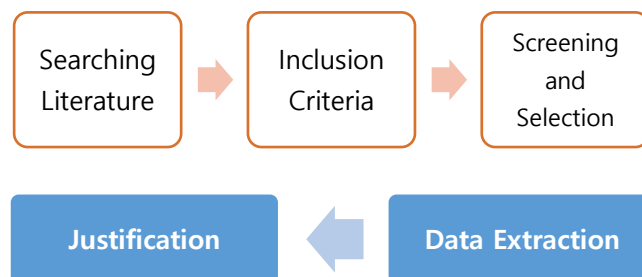 Searching
Literature
Inclusion
Criteria
Screening
and
Selection
Justification
Data Extraction